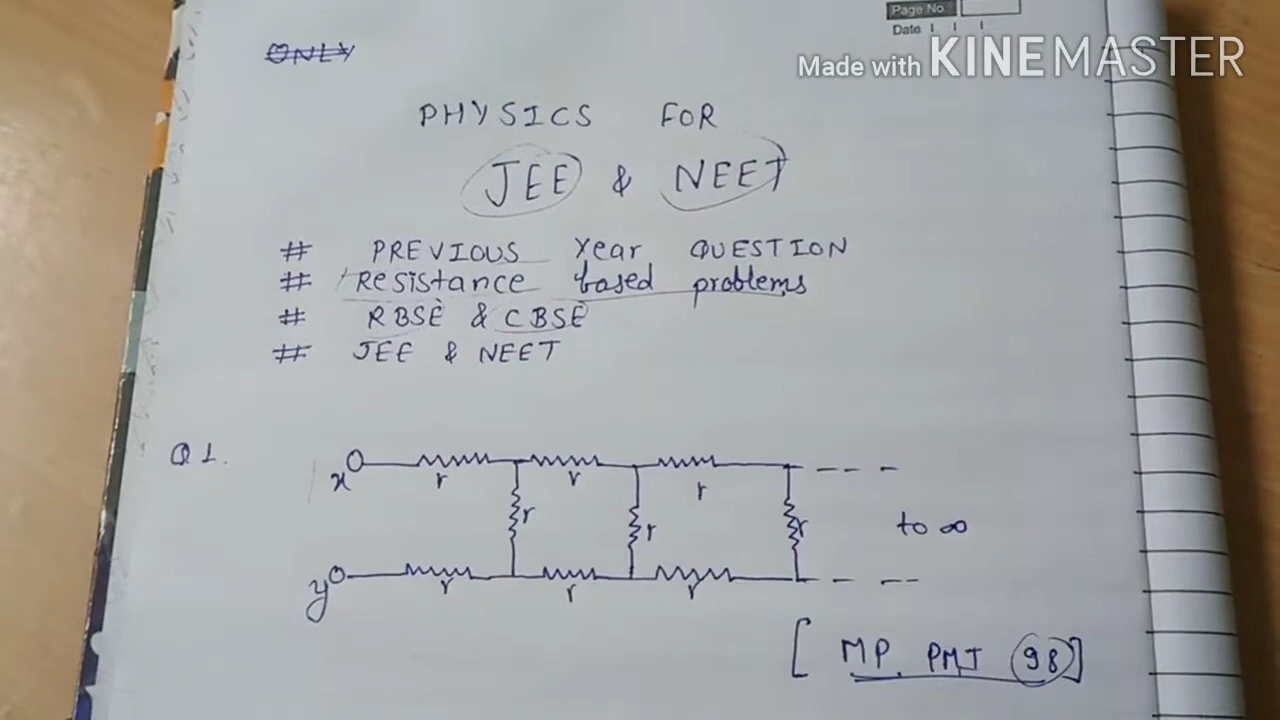 Page No.
Date
Made with KINEMASTER
ONLY
PHYSICS FOR
JEE & NEET
# PREVIOUS Year QUESTION
# Resistance based problems
# RBSE & CBSE
# JEE & NEET
Q 1.
x r r r
r r r to ∞
y r r r
[ MP PMT 98 ]